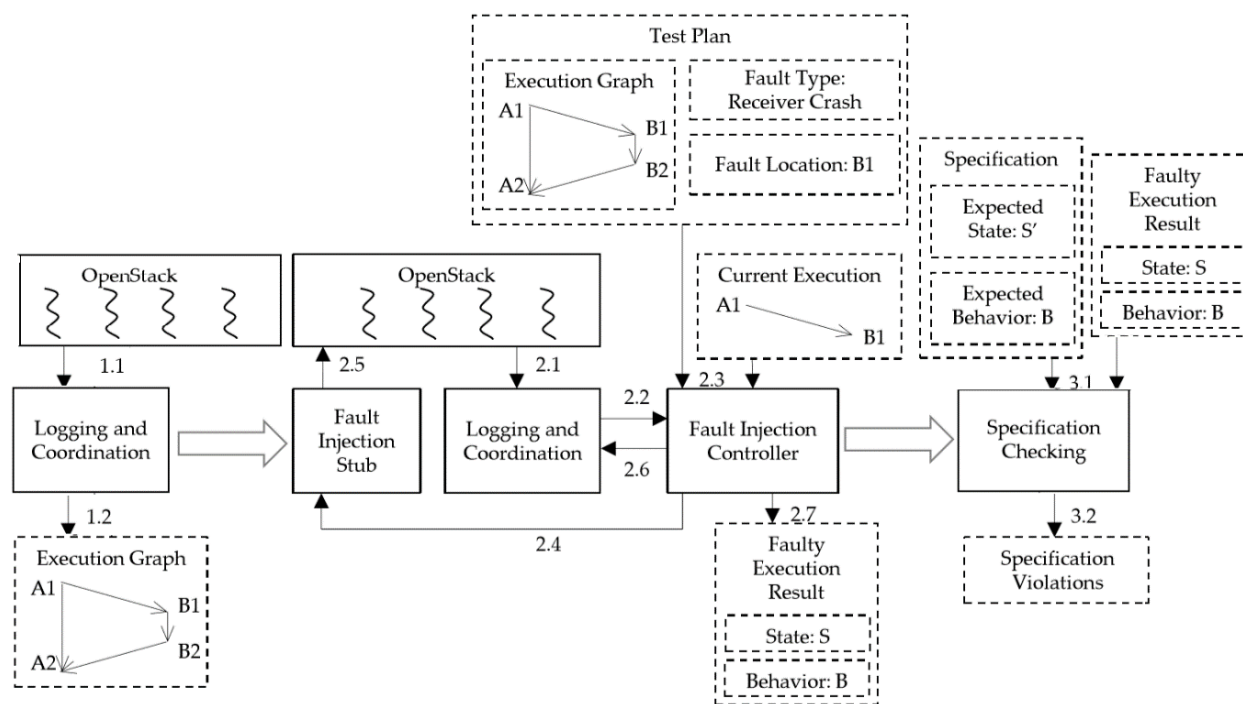 Test Plan
Execution Graph
A1
B1
B2
A2
Fault Type:
Receiver Crash
Fault Location: B1
Specification
Expected
State: S'
Expected
Behavior: B
Faulty
Execution
Result
State: S
Behavior: B
OpenStack
OpenStack
Current Execution
A1
B1
1.1
2.5
2.1
2.3
3.1
Logging and
Coordination
Fault
Injection
Stub
Logging and
Coordination
2.2
2.6
Fault Injection
Controller
Specification
Checking
1.2
2.4
2.7
3.2
Execution Graph
A1
B1
B2
A2
Faulty
Execution
Result
State: S
Behavior: B
Specification
Violations